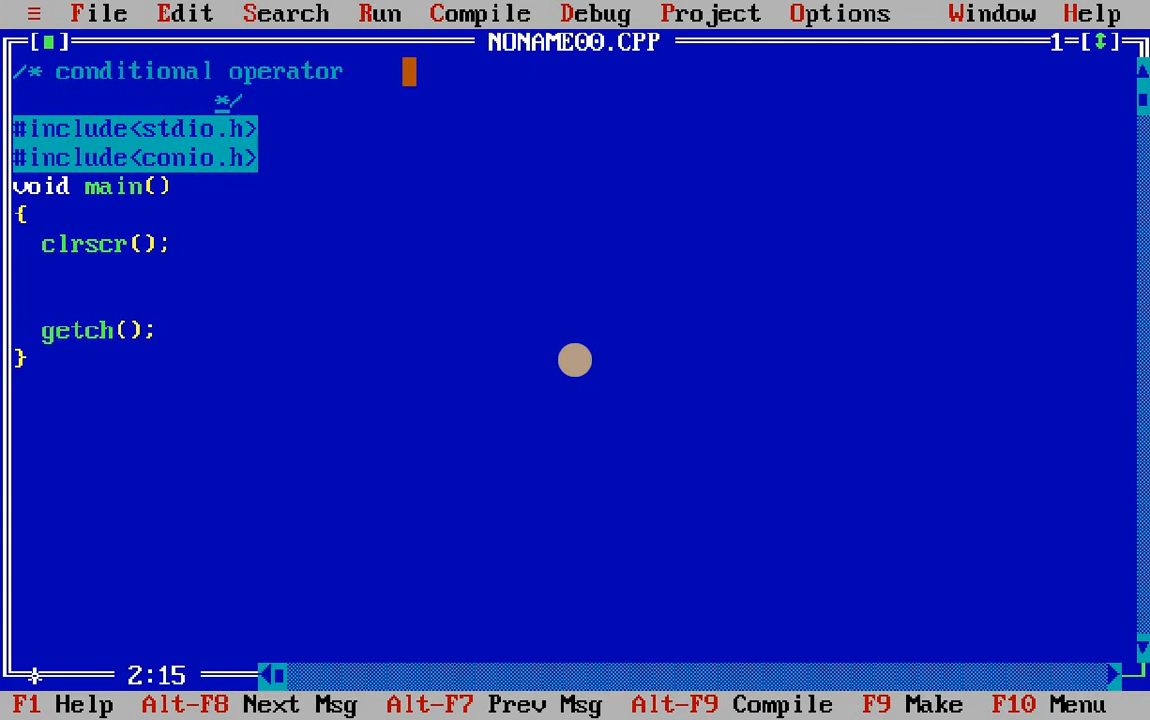 ≡ File Edit Search Run Compile Debug Project Options Window Help
[■] NONAME00.CPP 1=[↕]
/* conditional operator
*/
#include<stdio.h>
#include<conio.h>
void main()
{
clrscr();
getch();
}
2:15
F1 Help Alt-F8 Next Msg Alt-F7 Prev Msg Alt-F9 Compile F9 Make F10 Menu